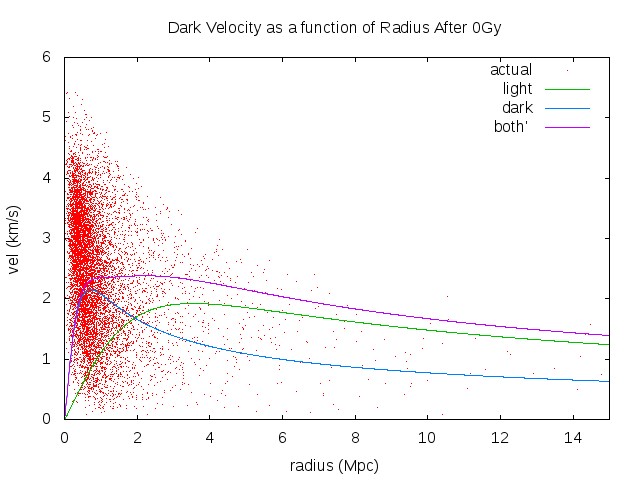 Dark Velocity as a function of Radius After 0Gy
6
actual
light
5
dark
both'
4
3
vel (km/s)
2
1
0
0 2 4 6 8 10 12 14
radius (Mpc)